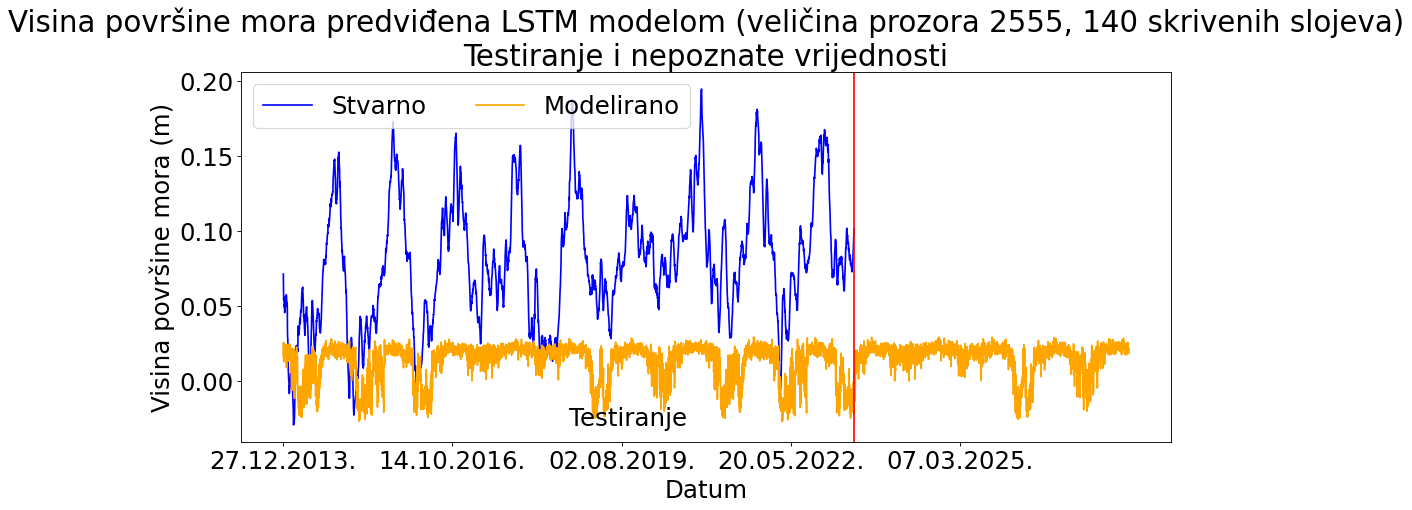 Visina površine mora predviđena LSTM modelom (veličina prozora 2555, 140 skrivenih slojeva)
Testiranje i nepoznate vrijednosti
Stvarno
Modelirano
Visina površine mora (m)
0.20
0.15
0.10
0.05
0.00
Testiranje
27.12.2013.
14.10.2016.
02.08.2019.
20.05.2022.
07.03.2025.
Datum